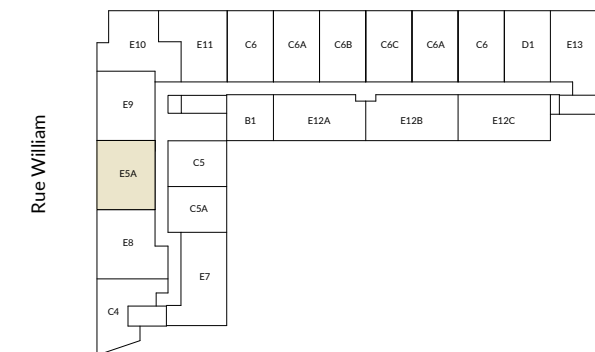 E10
E11
C6
C6A
C6B
C6C
C6A
C6
D1
E13
E9
B1
E12A
E12B
E12C
Rue William
E5A
C5
C5A
E8
E7
C4